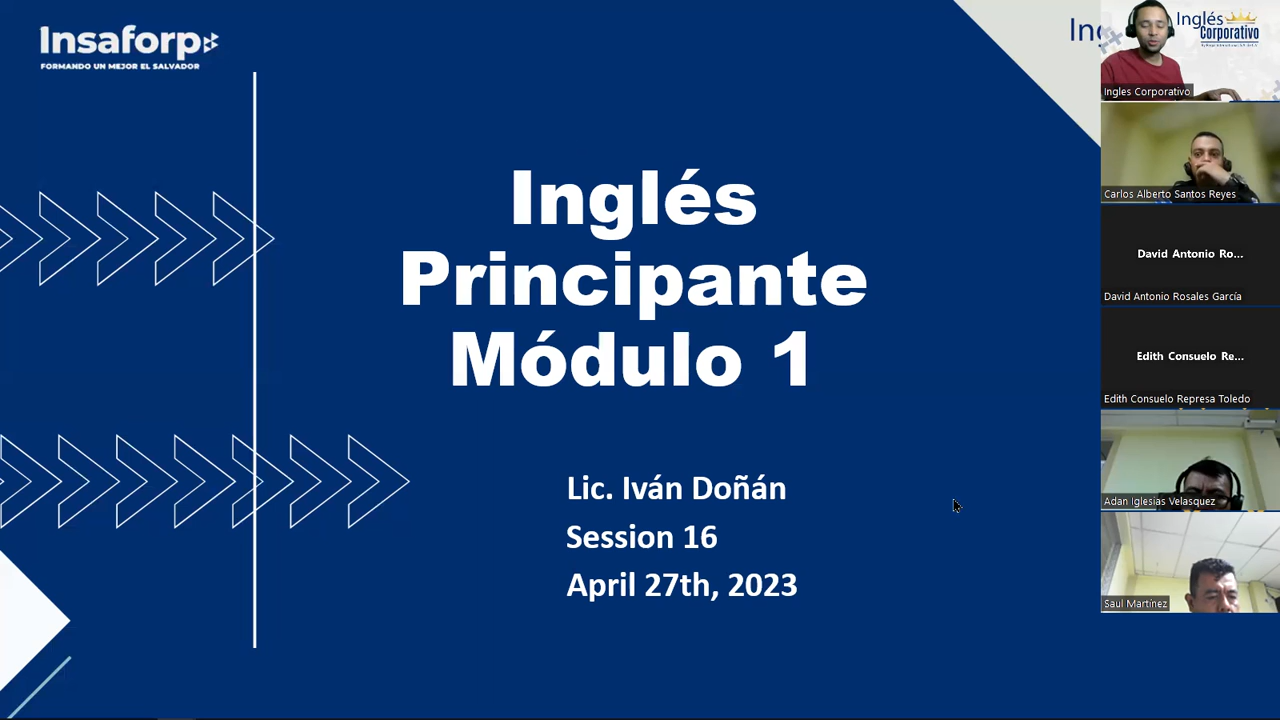 Insaforp
FORMANDO UN MEJOR EL SALVADOR
Inglés
Principante
Módulo 1
Lic. Iván Doñán
Session 16
April 27th, 2023
Inglés
Corporativo
Ingles Corporativo
Carlos Alberto Santos Reyes
David Antonio Ro...
David Antonio Rosales García
Edith Consuelo Re...
Edith Consuelo Represa Toledo
Adan Iglesias Velasquez
Saul Martínez